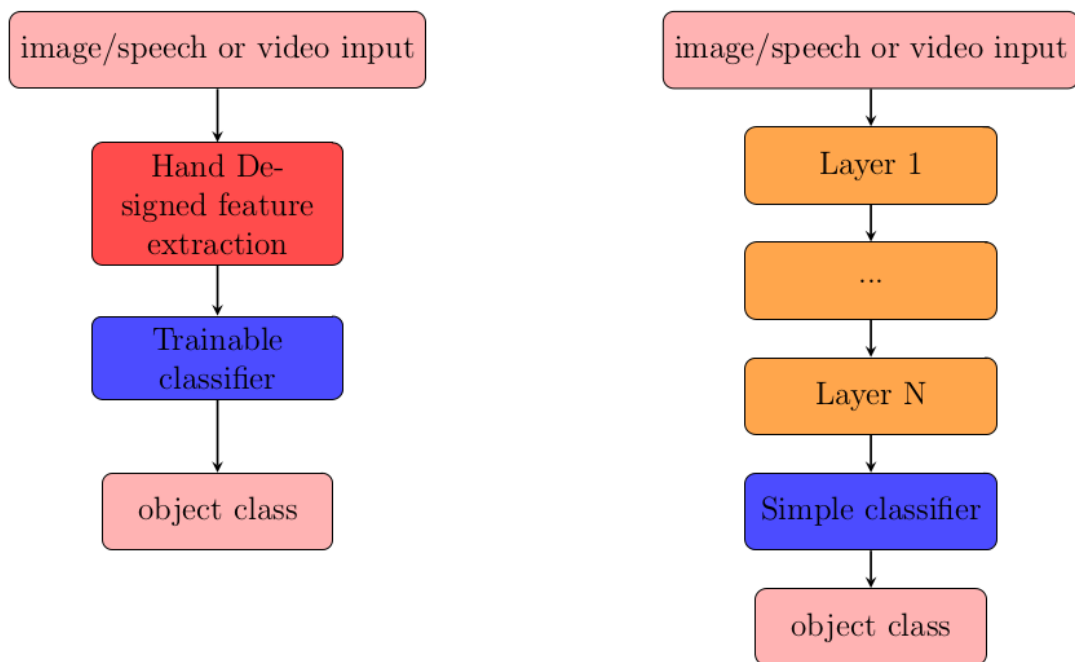 image/speech or video input
Hand De-
signed feature
extraction
Trainable
classifier
object class
image/speech or video input
Layer 1
...
Layer N
Simple classifier
object class